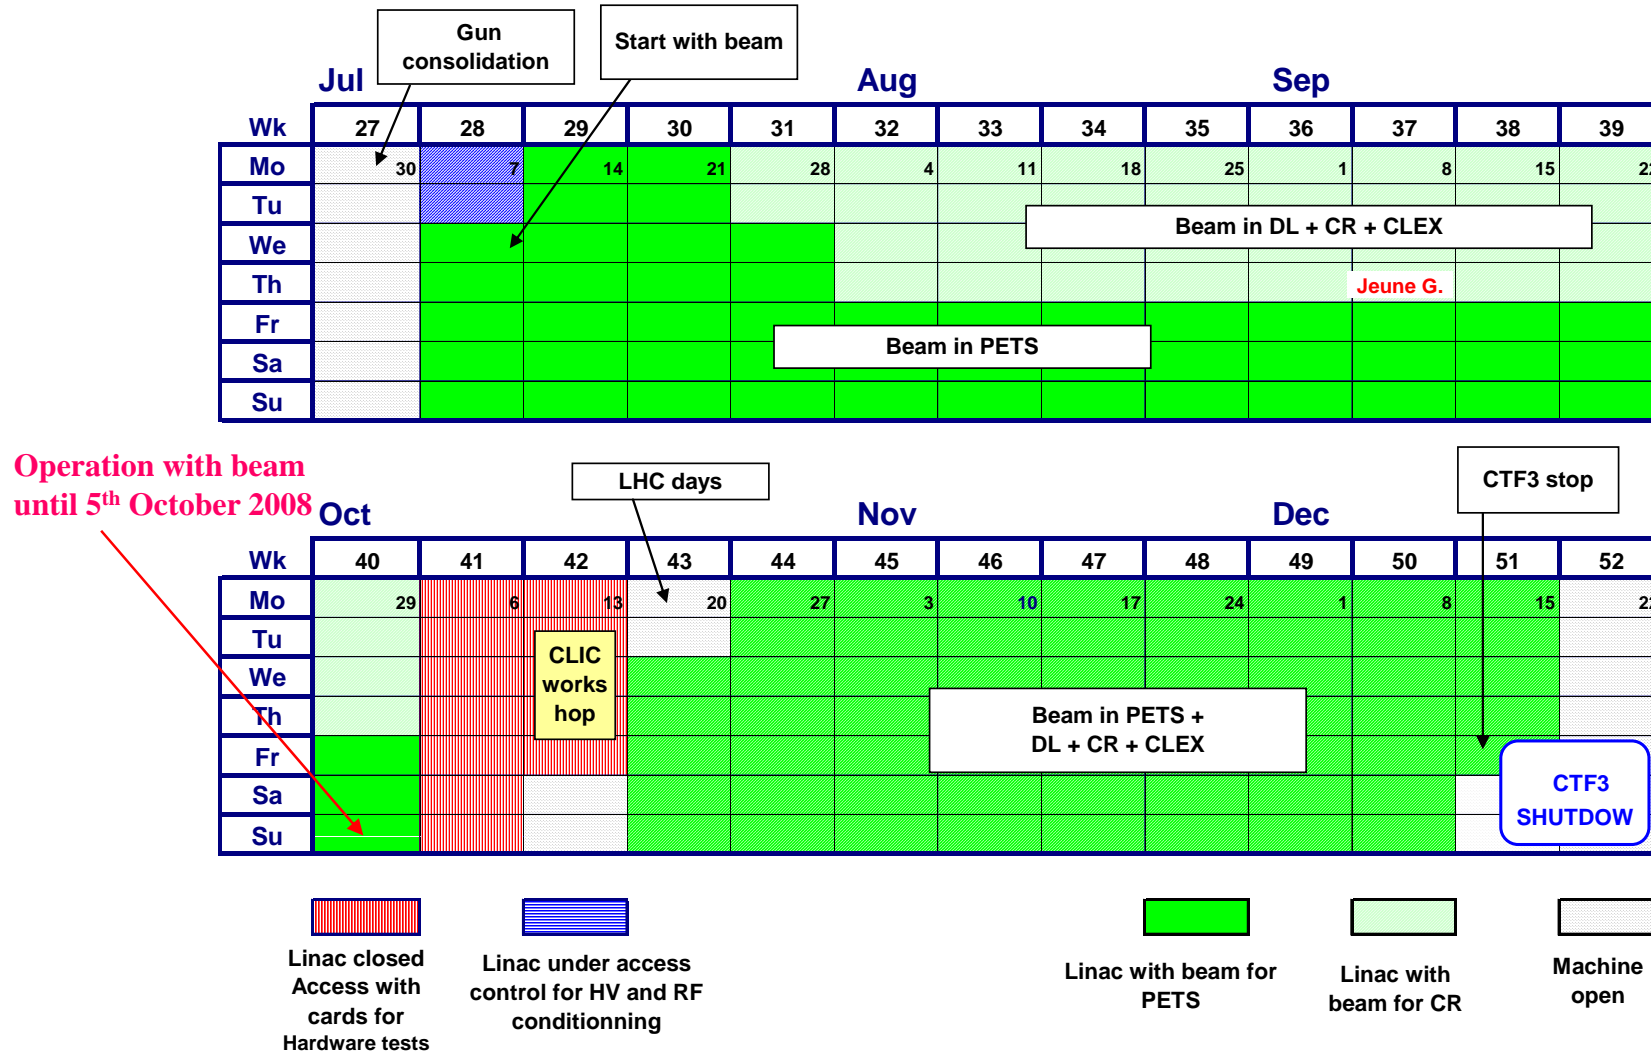 Gun
consolidation
Start with beam
Jul Aug Sep
Wk 27 28 29 30 31 32 33 34 35 36 37 38 39
Mo 30 7 14 21 28 4 11 18 25 1 8 15 22
Tu
Beam in DL + CR + CLEX
We
Th Jeune G.
Fr
Beam in PETS
Sa
Su
Operation with beam
until 5th October 2008
LHC days
CTF3 stop
Oct Nov Dec
Wk 40 41 42 43 44 45 46 47 48 49 50 51 52
Mo 29 6 13 20 27 3 10 17 24 1 8 15 22
Tu
We
Th
Fr
Sa
Su
CLIC
works
hop
Beam in PETS +
DL + CR + CLEX
CTF3
SHUTDOW
Linac closed
Access with
cards for
Hardware tests
Linac under access
control for HV and RF
conditionning
Linac with beam for
PETS
Linac with
beam for CR
Machine
open